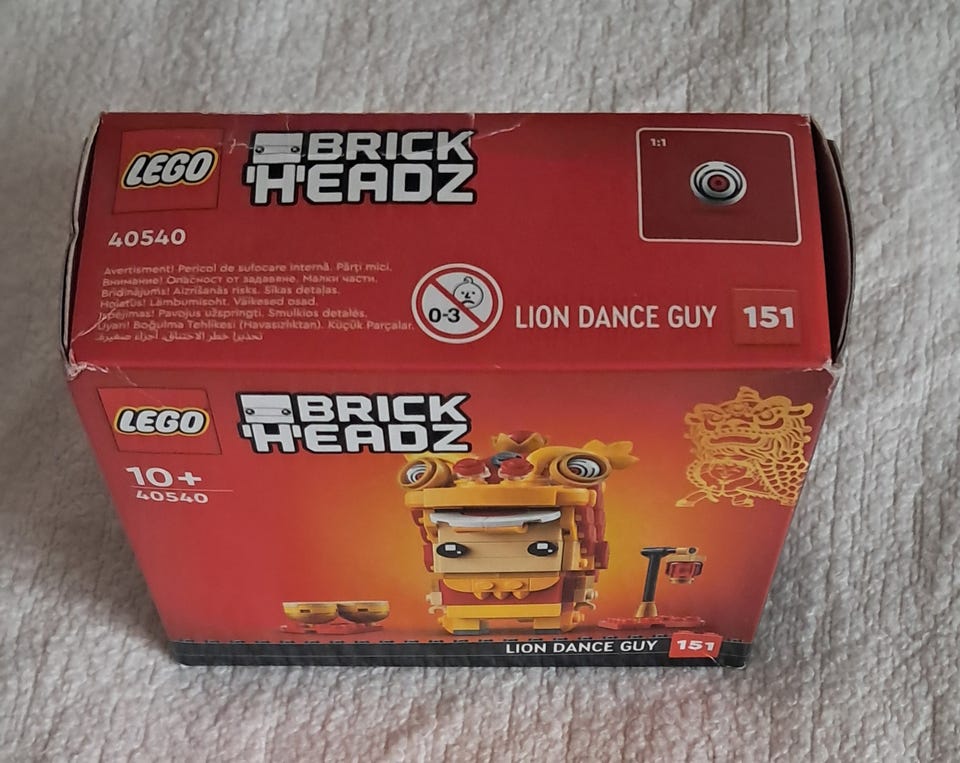 LEGO
BRICK
HEADZ
1:1
40540
Avertisment! Pericol de sufocare internă. Părți mici.
Внимание! Опасност от задавяне. Малки части.
Brīdinājums! Aizrīšanās risks. Sīkas detaļas.
Hoiatus! Lämbumisoht. Väikesed osad.
Įspėjimas! Pavojus užspringti. Smulkios detalės.
Uyarı! Boğulma Tehlikesi (Havasızlıktan). Küçük Parçalar.
تحذير! خطر الاختناق. أجزاء صغيرة.
0-3
LION DANCE GUY 151
LEGO
BRICK
HEADZ
10+
40540
LION DANCE GUY 151